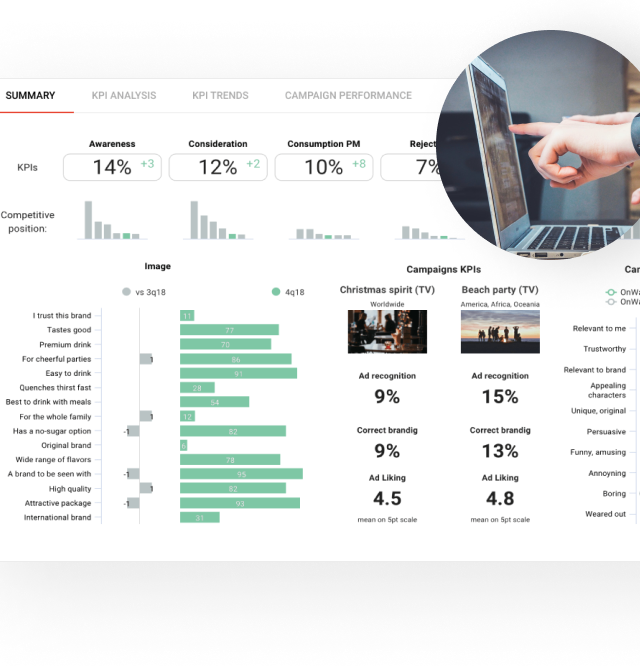 SUMMARY KPI ANALYSIS KPI TRENDS CAMPAIGN PERFORMANCE
Awareness Consideration Consumption PM Reject
KPIs 14% +3 12% +2 10% +8 7%
Competitive
position:
Image Campaigns KPIs Car
vs 3q18 4q18 Christmas spirit (TV) Beach party (TV) OnWa
Worldwide America, Africa, Oceania OnWa
I trust this brand 11
Tastes good 77
Premium drink
For cheerful parties 1 86
Easy to drink 91
Quenches thirst fast 28
Best to drink with meals 54
For the whole family 1 12
Has a no-sugar option -1 82
Original brand
Wide range of flavors 78
A brand to be seen with -1 95
High quality 1 82
Attractive package -1 93
International brand 31
Ad recognition Ad recognition
9% 15%
Correct brandig Correct brandig
9% 13%
Ad Liking Ad Liking
4.5 4.8
mean on 5pt scale mean on 5pt scale
Relevant to me
Trustworthy
Relevant to brand
Appealing
characters
Unique, original
Persuasive
Funny, amusing
Annoyning
Boring
Weared out